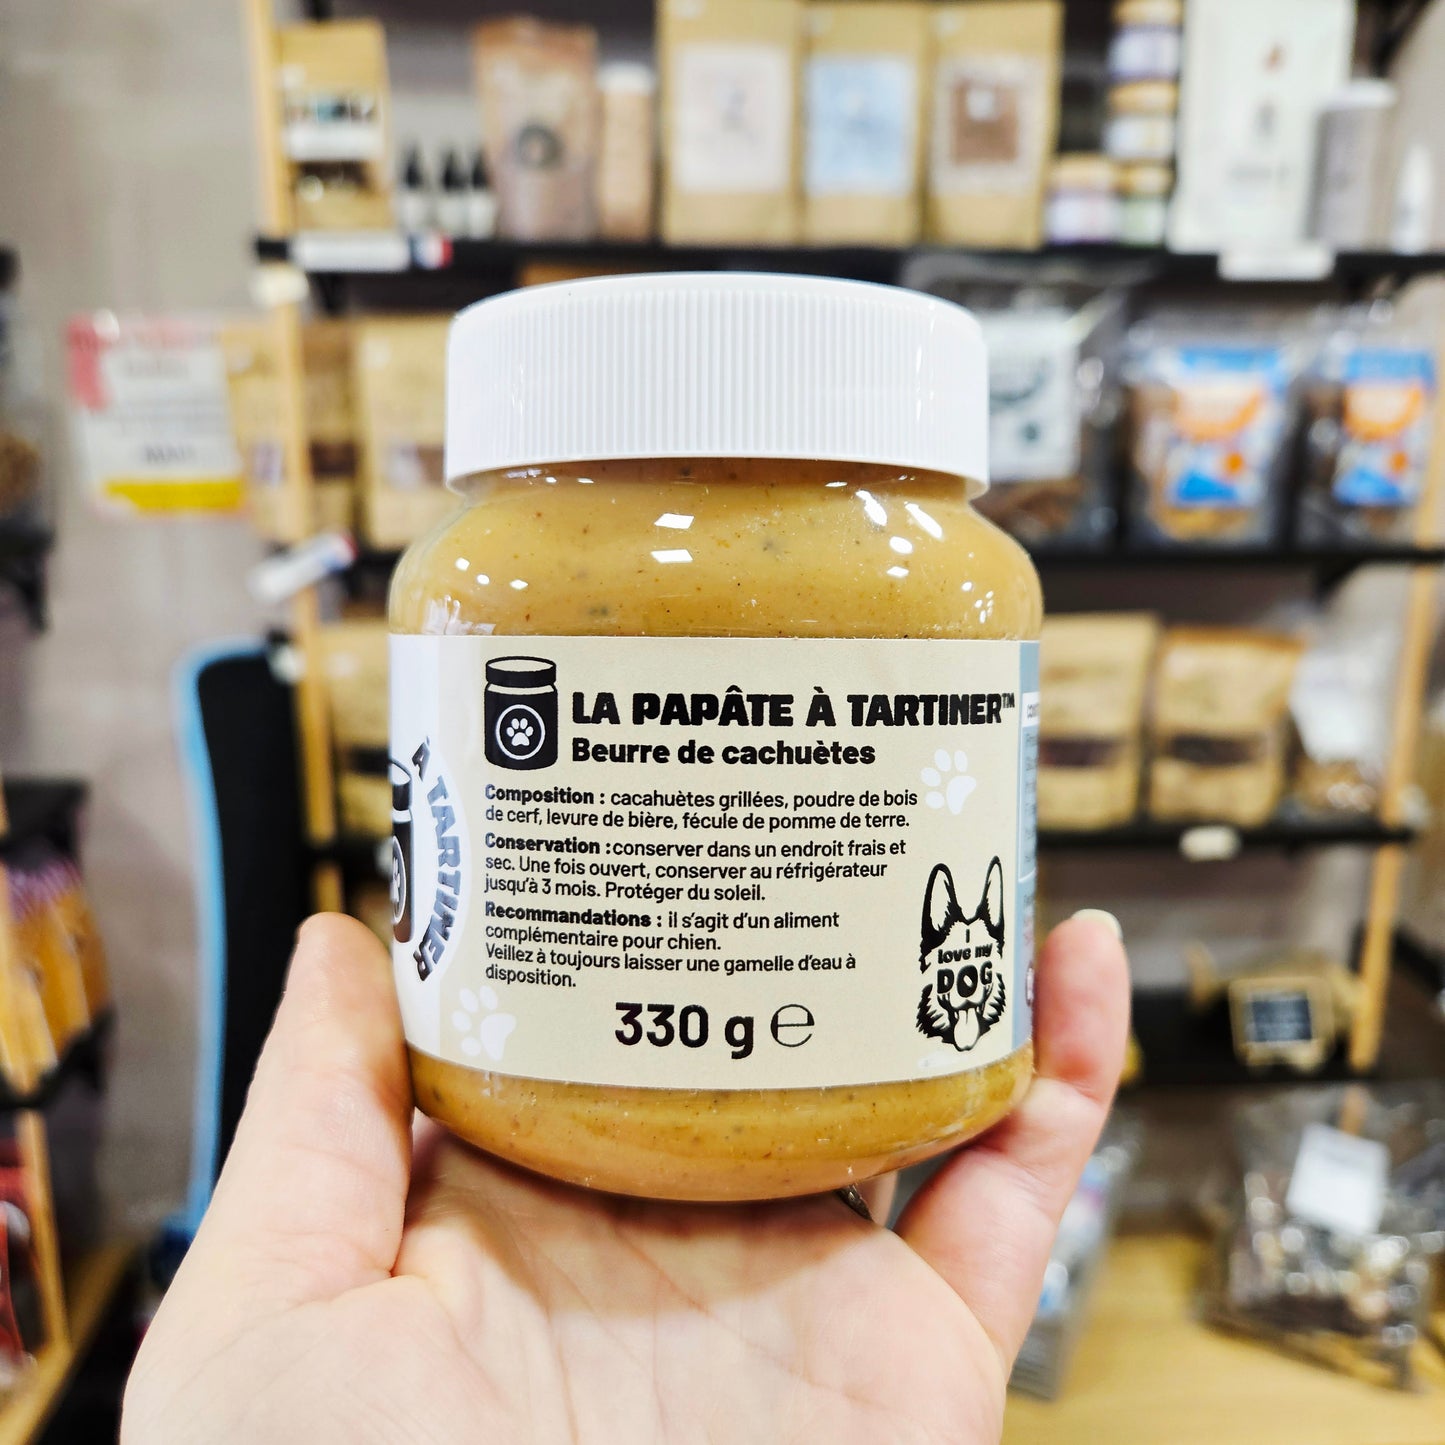 LA PAPÂTE À TARTINER™
Beurre de cachuètes
Composition : cacahuètes grillées, poudre de bois
de cerf, levure de bière, fécule de pomme de terre.
Conservation :conserver dans un endroit frais et
sec. Une fois ouvert, conserver au réfrigérateur
jusqu'à 3 mois. Protéger du soleil.
Recommandations : il s'agit d'un aliment
complémentaire pour chien.
Veillez à toujours laisser une gamelle d'eau à
disposition.
330 g ℮
I
love my
DOG
À TARTINER